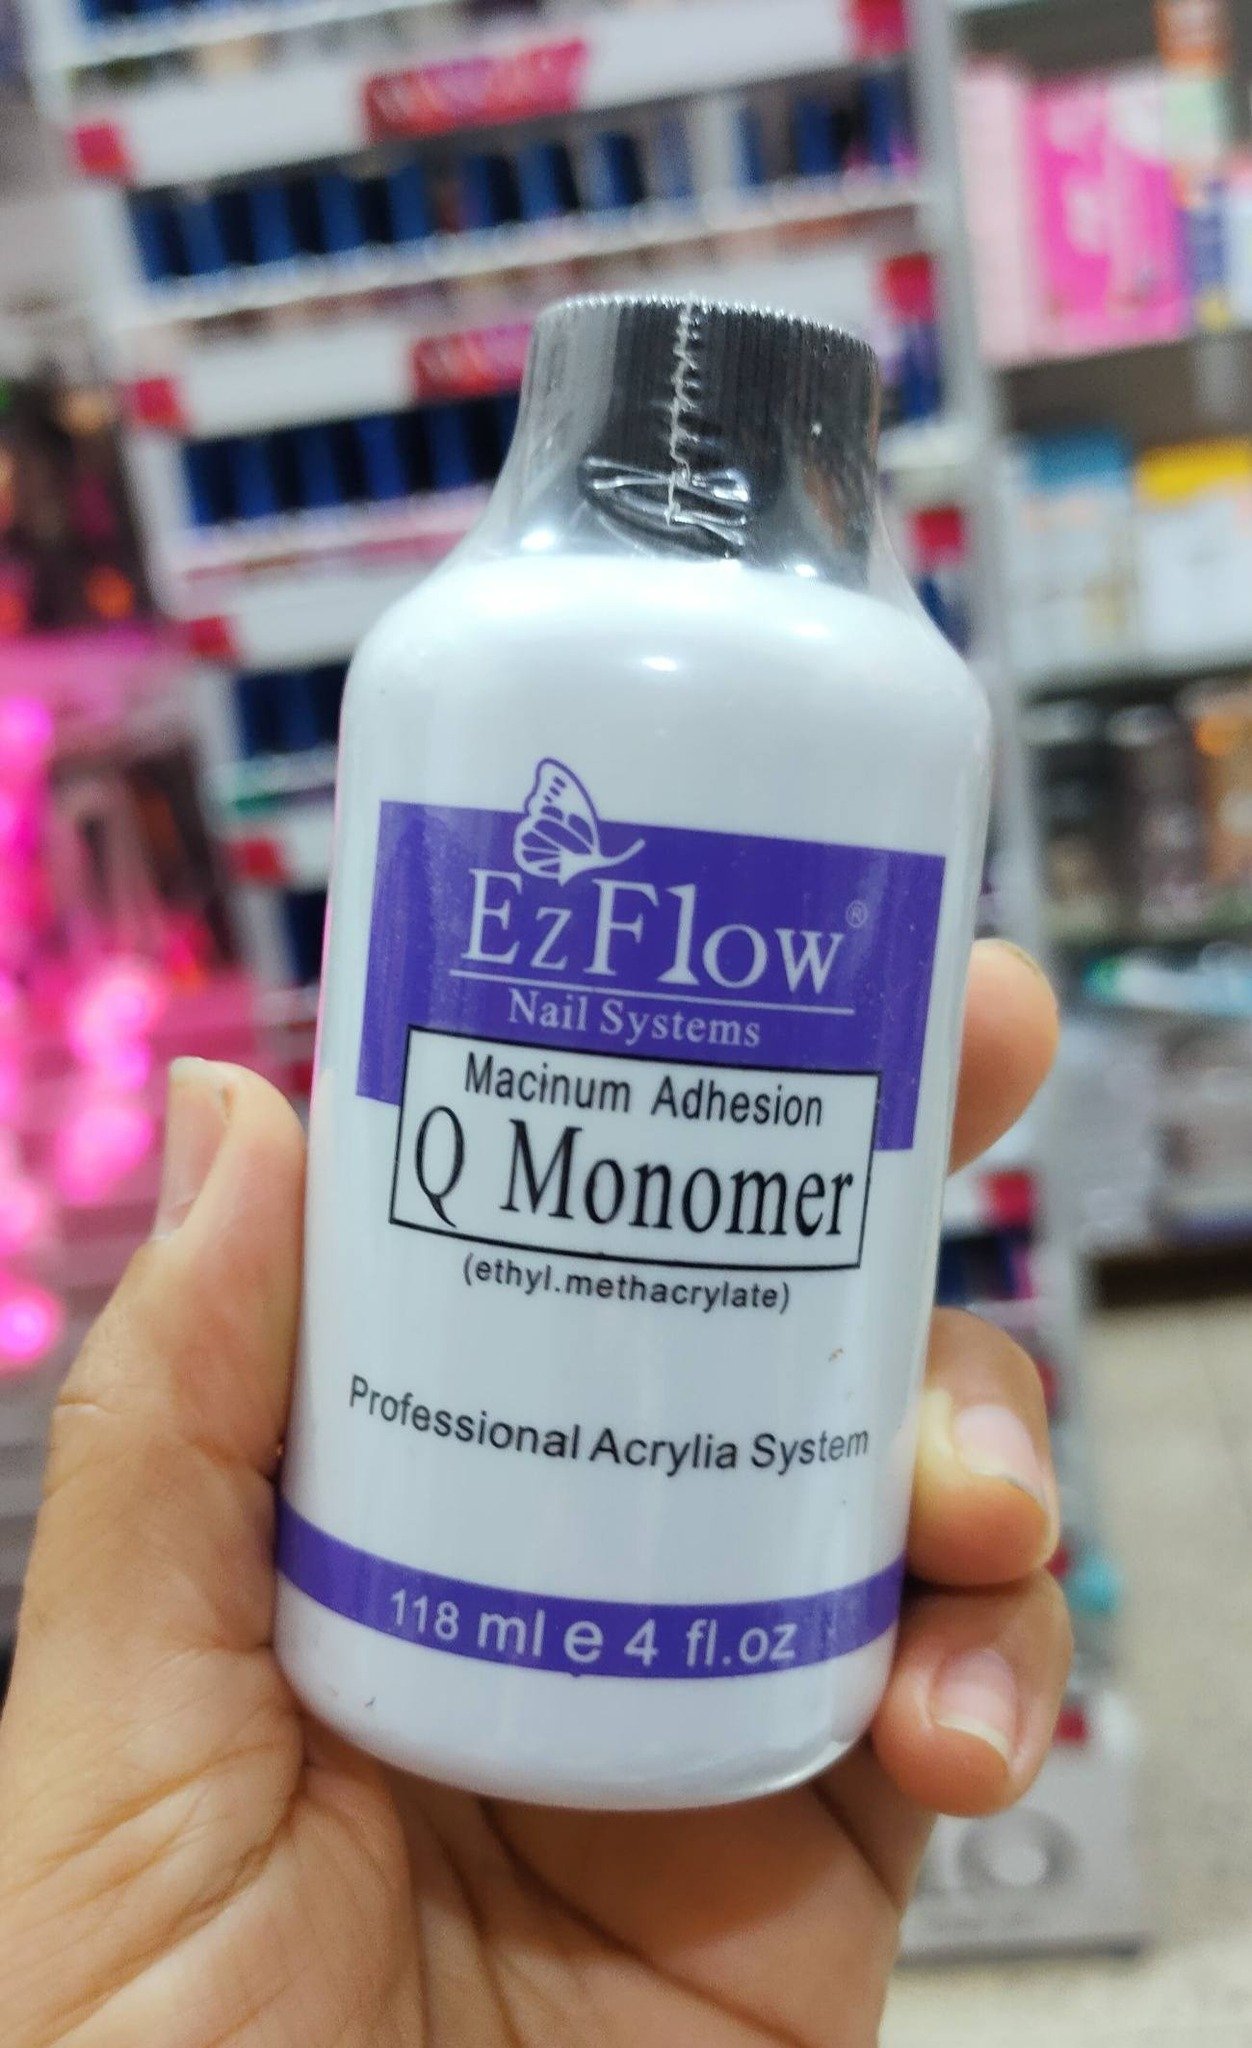 EzFlow®
Nail Systems
Macinum Adhesion
Q Monomer
(ethyl.methacrylate)
Professional Acrylia System
118 ml e 4 fl.oz